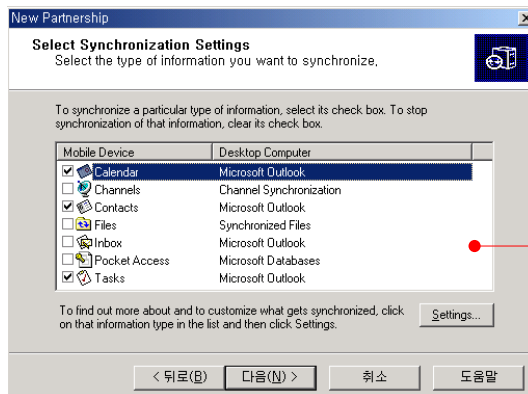 New Partnership
Select Synchronization Settings
Select the type of information you want to synchronize,
To synchronize a particular type of information, select its check box. To stop
synchronization of that information, clear its check box.
Mobile Device Desktop Computer
Calendar Microsoft Outlook
Channels Channel Synchronization
Contacts Microsoft Outlook
Files Synchronized Files
Inbox Microsoft Outlook
Pocket Access Microsoft Databases
Tasks Microsoft Outlook
To find out more about and to customize what gets synchronized, click
on that information type in the list and then click Settings.
Settings...
< 뒤로(B) 다음(N) > 취소 도움말